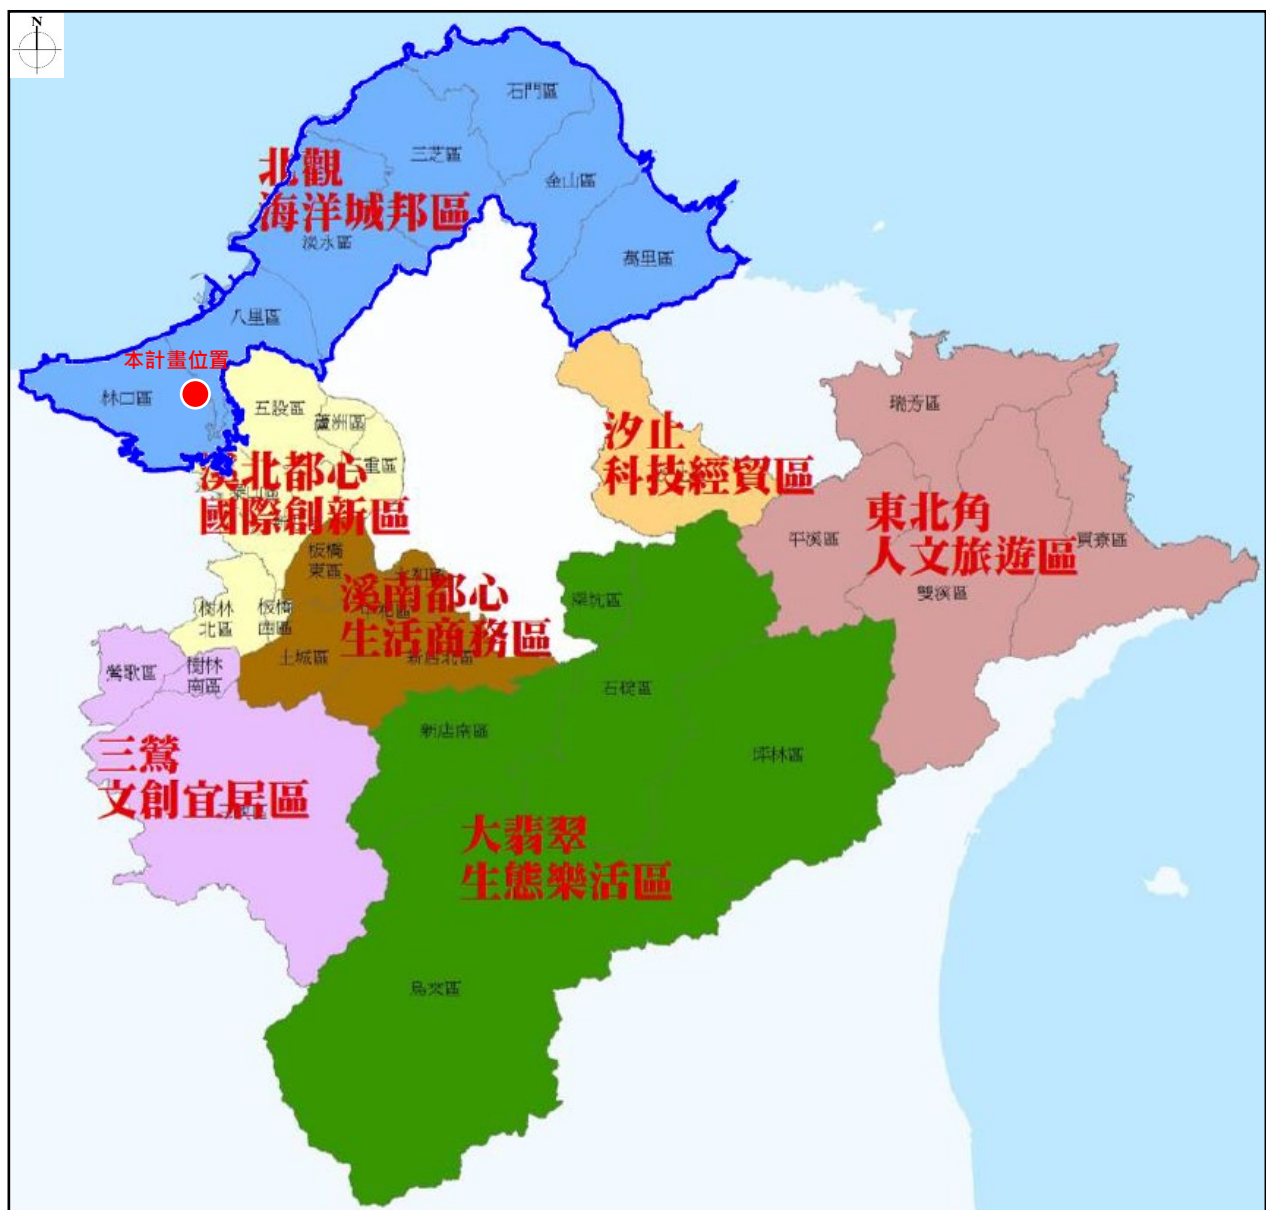 N
石門區
三芝區
北觀
海洋城邦區
金山區
淡水區
萬里區
八里區
本計畫位置
林口區
五股區
蘆洲區
瑞芳區
汐止
科技經貿區
重區
溪北都心
國際創新區
東北角
人文旅遊區
平溪區
貢寮區
雙溪區
板橋
東區
溪南都心
生活商務區
深坑區
樹林
北區
板橋
西區
土城區
新店北區
鶯歌區
樹林
南區
石碇區
新店南區
坪林區
三鶯
文創宜居區
大翡翠
生態樂活區
烏來區